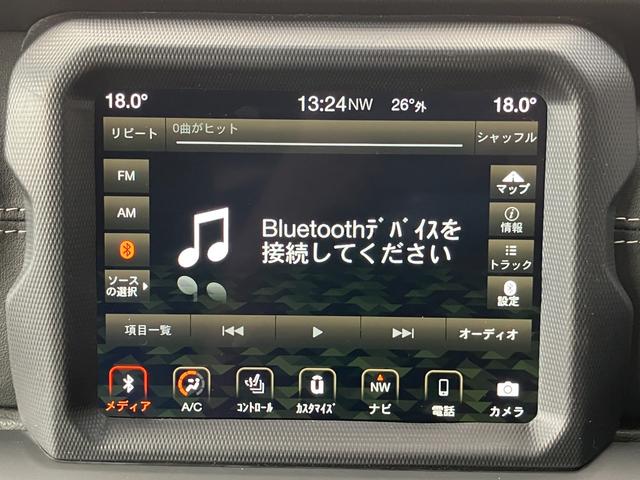 18.0° 13:24NW 26°外 18.0°
リピート 0曲がヒット シャッフル
FM
AM
ソース
の選択
Bluetoothﾃﾞﾊﾞｲｽを
接続してください
マップ
情報
トラック
設定
項目一覧 オーディオ
メディア A/C ｺﾝﾄﾛｰﾙ ｶｽﾀﾏｲｽﾞ NW ナビ 電話 カメラ